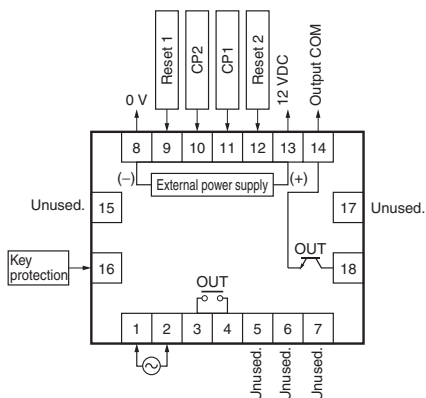 Reset 1
CP2
CP1
Reset 2
12 VDC
Output COM
0 V
8 9 10 11 12 13 14
(−) External power supply (+)
Unused. 15
17 Unused.
Key
protection
16
OUT
18
OUT
1 2 3 4 5 6 7
Unused.
Unused.
Unused.